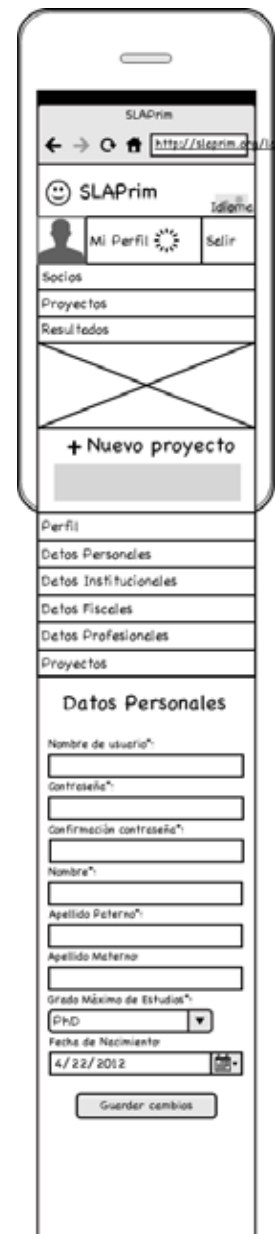 SLAPrim
http://slaprim.org/lo
SLAPrim
Idioma
Mi Perfil
Salir
Socios
Proyectos
Resultados
+ Nuevo proyecto
Perfil
Datos Personales
Datos Institucionales
Datos Fiscales
Datos Profesionales
Proyectos
Datos Personales
Nombre de usuario*:
Contraseña*:
Confirmación contraseña*:
Nombre*:
Apellido Paterno*:
Apellido Materno:
Grado Máximo de Estudios*:
PhD
Fecha de Nacimiento:
4/22/2012
Guardar cambios